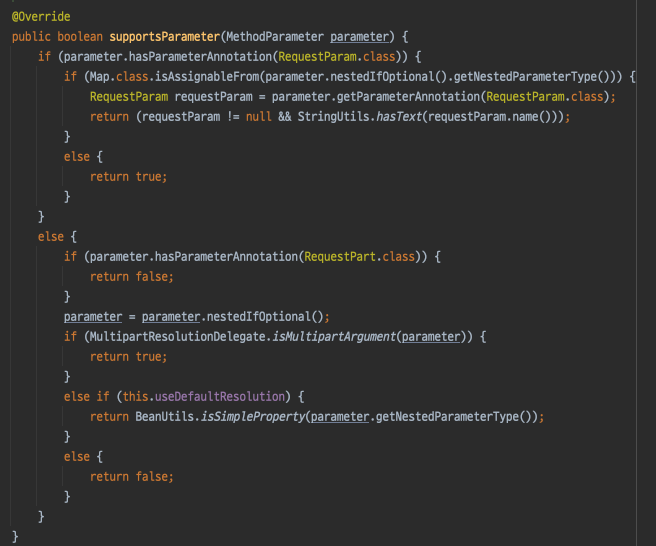 @Override
public boolean supportsParameter(MethodParameter parameter) {
    if (parameter.hasParameterAnnotation(RequestParam.class)) {
        if (Map.class.isAssignableFrom(parameter.nestedIfOptional().getNestedParameterType())) {
            RequestParam requestParam = parameter.getParameterAnnotation(RequestParam.class);
            return (requestParam != null && StringUtils.hasText(requestParam.name()));
        }
        else {
            return true;
        }
    }
    else {
        if (parameter.hasParameterAnnotation(RequestPart.class)) {
            return false;
        }
        parameter = parameter.nestedIfOptional();
        if (MultipartResolutionDelegate.isMultipartArgument(parameter)) {
            return true;
        }
        else if (this.useDefaultResolution) {
            return BeanUtils.isSimpleProperty(parameter.getNestedParameterType());
        }
        else {
            return false;
        }
    }
}